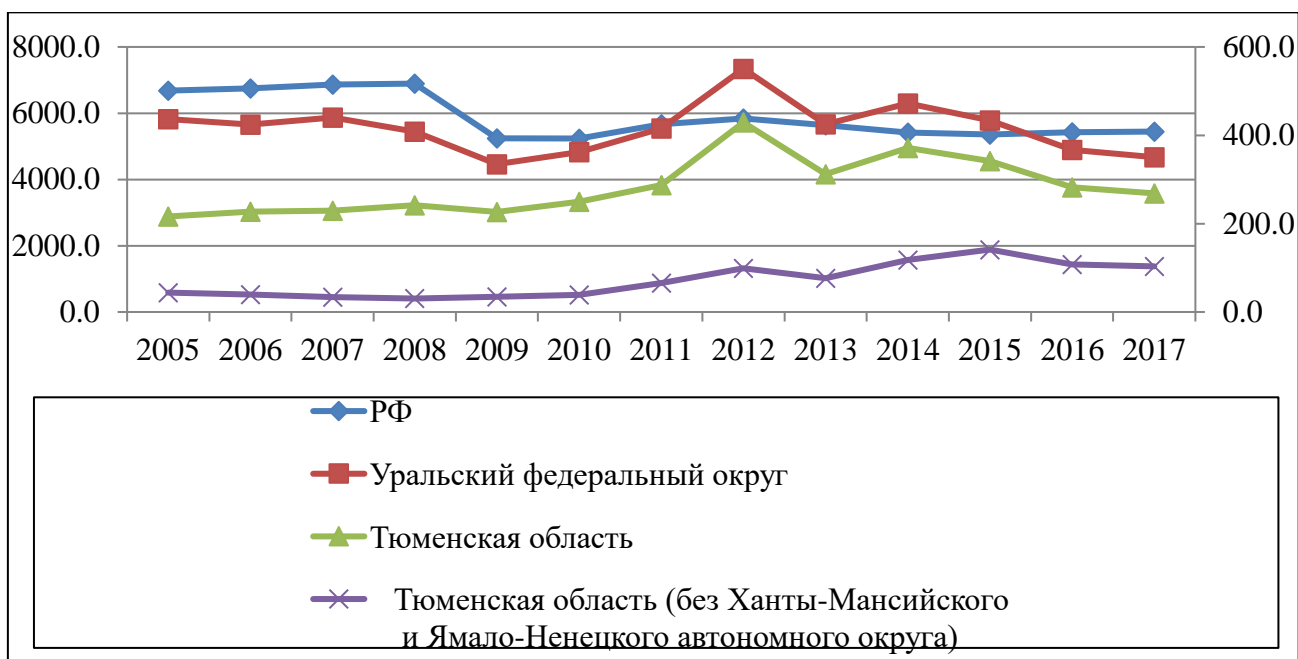 8000.0
6000.0
4000.0
2000.0
0.0
600.0
400.0
200.0
0.0
2005 2006 2007 2008 2009 2010 2011 2012 2013 2014 2015 2016 2017
РФ
Уральский федеральный округ
Тюменская область
Тюменская область (без Ханты-Мансийского
и Ямало-Ненецкого автономного округа)